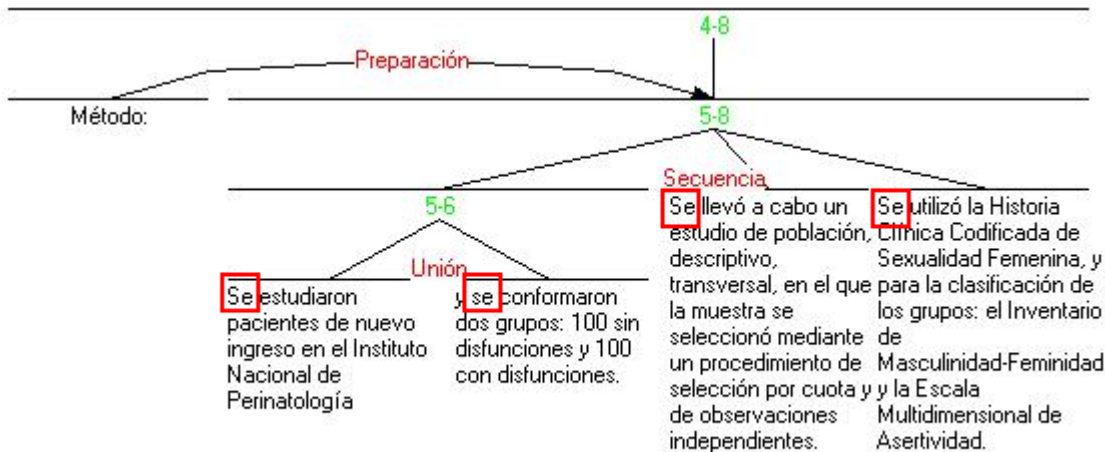 4-8
Preparación
Método:
5-8
Secuencia
5-6
Unión
Se estudiaron
pacientes de nuevo
ingreso en el Instituto
Nacional de
Perinatología
y se conformaron
dos grupos: 100 sin
disfunciones y 100
con disfunciones.
Se llevó a cabo un
estudio de población,
descriptivo,
transversal, en el que
la muestra se
seleccionó mediante
un procedimiento de
selección por cuota y
de observaciones
independientes.
Se utilizó la Historia
Clínica Codificada de
Sexualidad Femenina, y
para la clasificación de
los grupos: el Inventario
de
Masculinidad-Feminidad
y la Escala
Multidimensional de
Asertividad.